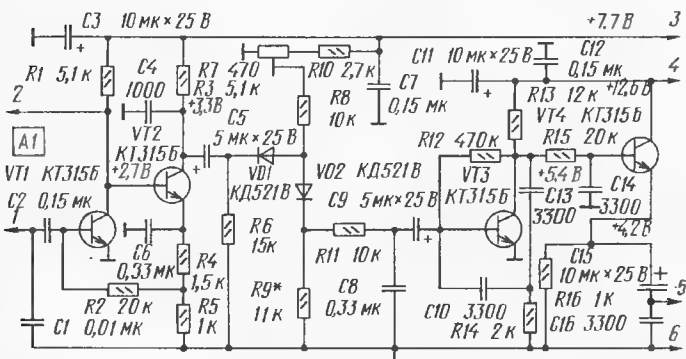 C3 10 мк × 25 В
+7,7 В 3
R1 5,1 к
C4 1000
R7 470
R3 5,1 к
+3,3 В
R10 2,7 к
C7 0,15 мк
C11 10 мк × 25 В
C12 0,15 мк
4
2
A1
VT2 КТ315Б
C5 5 мк × 25 В
R8 10 к
R13 12 к
+12,6 В
VT4 КТ315Б
R12 470 к
R15 20 к
VT1 КТ315Б
+2,7 В
VD1 КД521В
VD2 КД521В
VT3 КТ315Б
+5,4 В
C2 0,15 мк
1
C9 5 мк × 25 В
C13 3300
C14 3300
+4,2 В
C6 0,33 мк
R4 1,5 к
R6 15 к
R11 10 к
C15 10 мк × 25 В
R2 20 к
R5 1 к
R9* 11 к
C8 0,33 мк
C10 3300
R16 1 к
5
C1 0,01 мк
R14 2 к
C16 3300
6